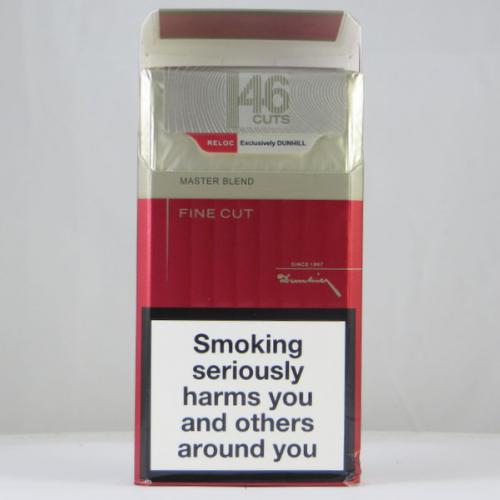 46
CUTS
RELOC Exclusively DUNHILL
MASTER BLEND
FINE CUT
SINCE 1907
Dunhill
Smoking
seriously
harms you
and others
around you